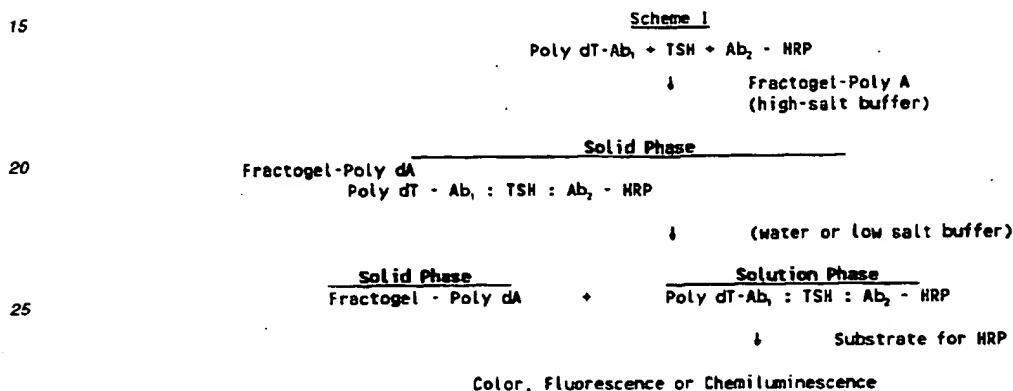 15 Scheme I
Poly dT-Ab₁ + TSH + Ab₂ - HRP
↓ Fractogel-Poly A
(high-salt buffer)
Solid Phase
20 Fractogel-Poly dA
Poly dT - Ab₁ : TSH : Ab₂ - HRP
↓ (water or low salt buffer)
Solid Phase Solution Phase
25 Fractogel - Poly dA + Poly dT-Ab₁ : TSH : Ab₂ - HRP
↓ Substrate for HRP
Color, Fluorescence or Chemiluminescence